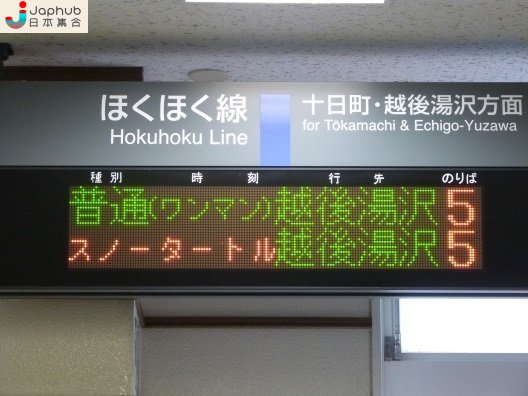 Japhub
日本集合
ほくほく線 十日町・越後湯沢方面
Hokuhoku Line for Tōkamachi & Echigo-Yuzawa
種別 時刻 行先 のりば
普通(ワンマン)越後湯沢 5
スノータートル越後湯沢 5